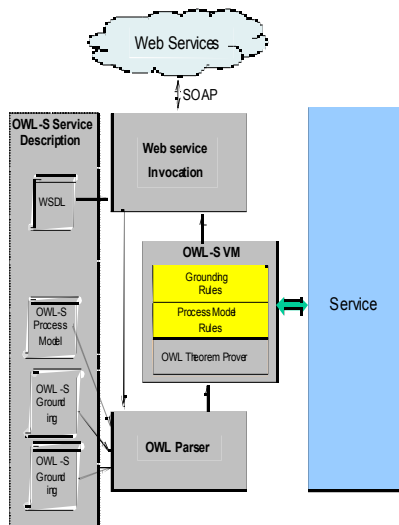 Web Services
SOAP
OWL-S Service
Description
Web service
Invocation
WSDL
OWL-S VM
Grounding
Rules
Process Model
Rules
OWL Theorem Prover
Service
OWL-S
Process
Model
OWL -S
Ground
ing
OWL Parser
OWL -S
Ground
ing